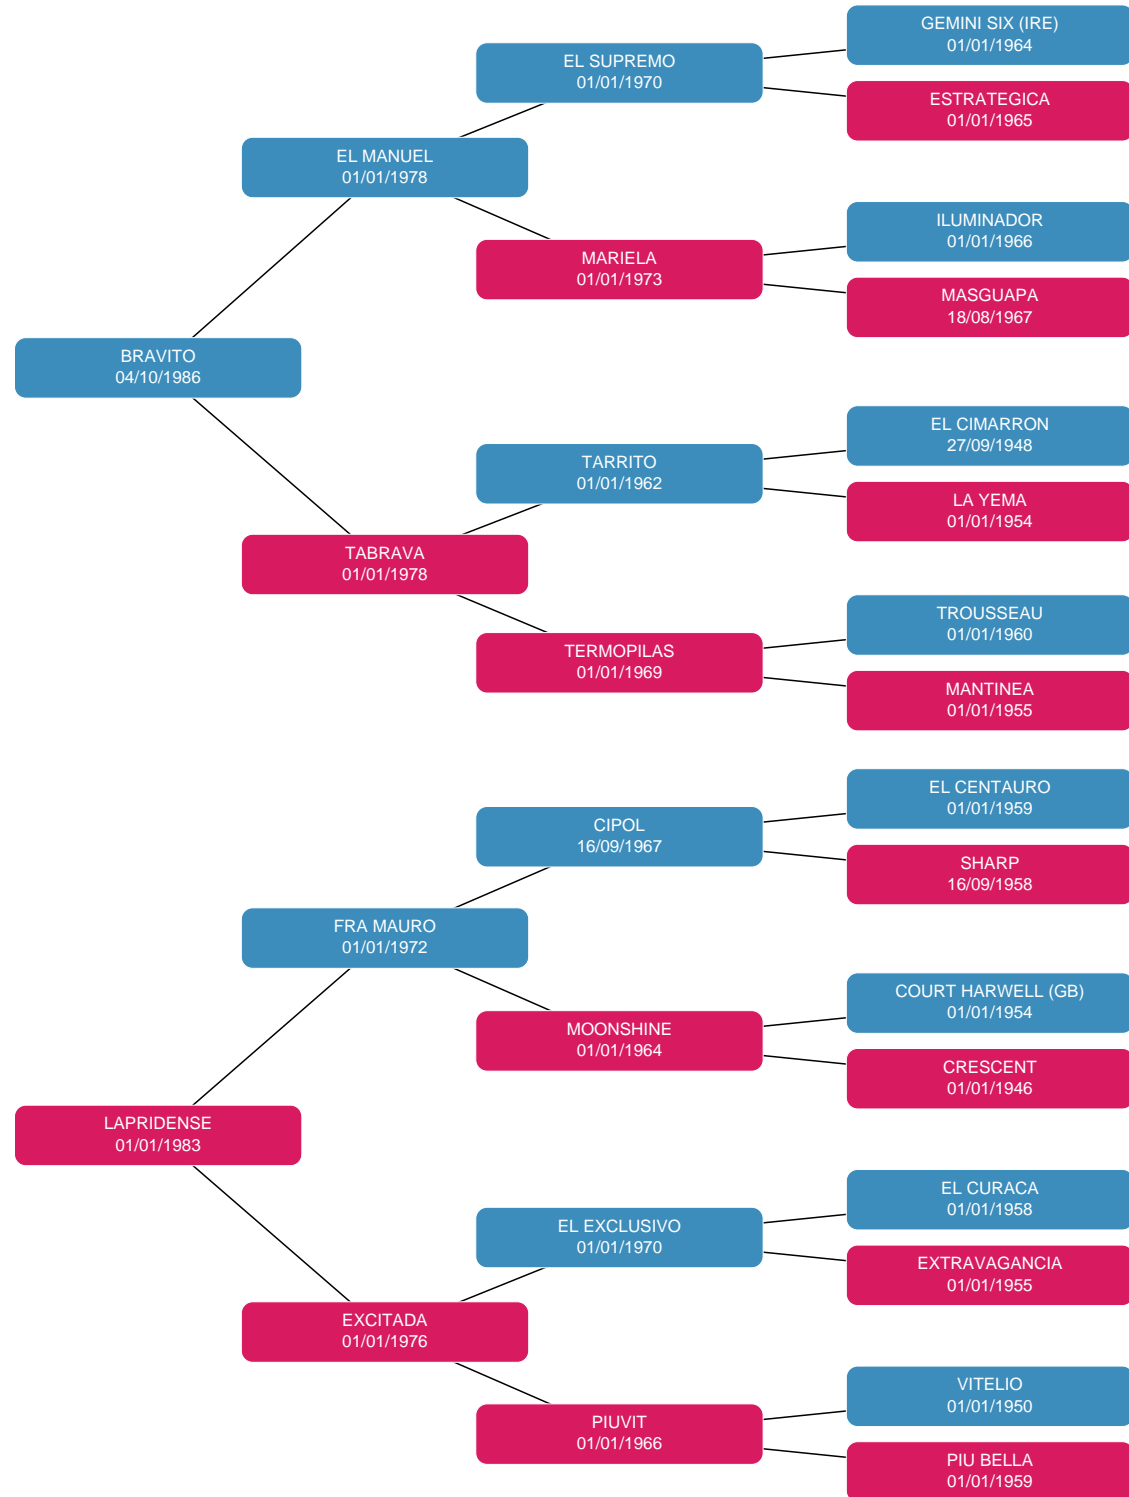 GEMINI SIX (IRE)
01/01/1964
EL SUPREMO
01/01/1970
ESTRATEGICA
01/01/1965
EL MANUEL
01/01/1978
ILUMINADOR
01/01/1966
MARIELA
01/01/1973
MASGUAPA
18/08/1967
BRAVITO
04/10/1986
EL CIMARRON
27/09/1948
TARRITO
01/01/1962
LA YEMA
01/01/1954
TABRAVA
01/01/1978
TROUSSEAU
01/01/1960
TERMOPILAS
01/01/1969
MANTINEA
01/01/1955
EL CENTAURO
01/01/1959
CIPOL
16/09/1967
SHARP
16/09/1958
FRA MAURO
01/01/1972
COURT HARWELL (GB)
01/01/1954
MOONSHINE
01/01/1964
CRESCENT
01/01/1946
LAPRIDENSE
01/01/1983
EL CURACA
01/01/1958
EL EXCLUSIVO
01/01/1970
EXTRAVAGANCIA
01/01/1955
EXCITADA
01/01/1976
VITELIO
01/01/1950
PIUVIT
01/01/1966
PIU BELLA
01/01/1959